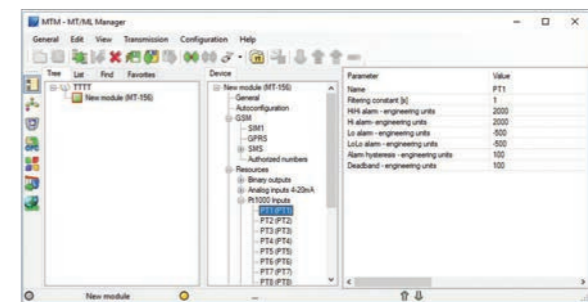 MTM - MT/ML Manager
General Edit View Transmission Configuration Help
Tree List Find Favorites
TTTT
New module (MT-156)
Device
New module (MT-156)
General
Autoconfiguration
GSM
SIM1
GPRS
SMS
Authorized numbers
Resources
Binary outputs
Analog inputs 4-20mA
Pt1000 Inputs
PT1 (PT1)
PT2 (PT2)
PT3 (PT3)
PT4 (PT4)
PT5 (PT5)
PT6 (PT6)
PT7 (PT7)
PT8 (PT8)
Parameter Value
Name PT1
Filtering constant [s] 1
HiHi alarm - engineering units 2000
Hi alarm- engineering units 2000
Lo alarm - engineering units -500
LoLo alarm - engineering units -500
Alarm hysteresis - engineering units 100
Deadband - engineering units 100
New module